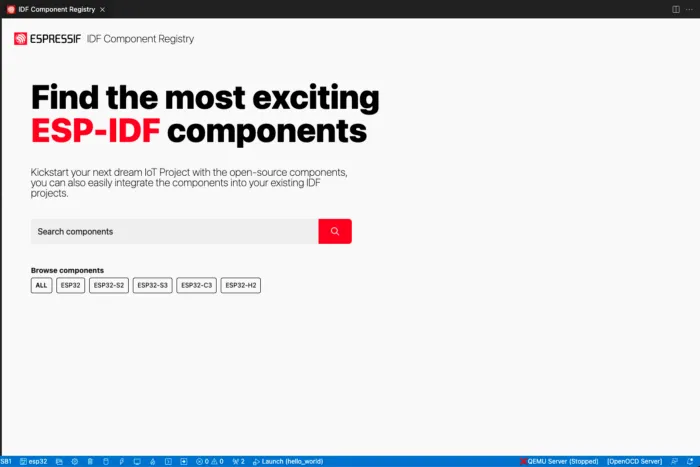 IDF Component Registry
ESPRESSIF IDF Component Registry
Find the most exciting
ESP-IDF components
Kickstart your next dream IoT Project with the open-source components,
you can also easily integrate the components into your existing IDF
projects.
Search components
Browse components
ALL ESP32 ESP32-S2 ESP32-S3 ESP32-C3 ESP32-H2
SB1 esp32 0 0 2 Launch (hello_world) QEMU Server (Stopped) [OpenOCD Server]